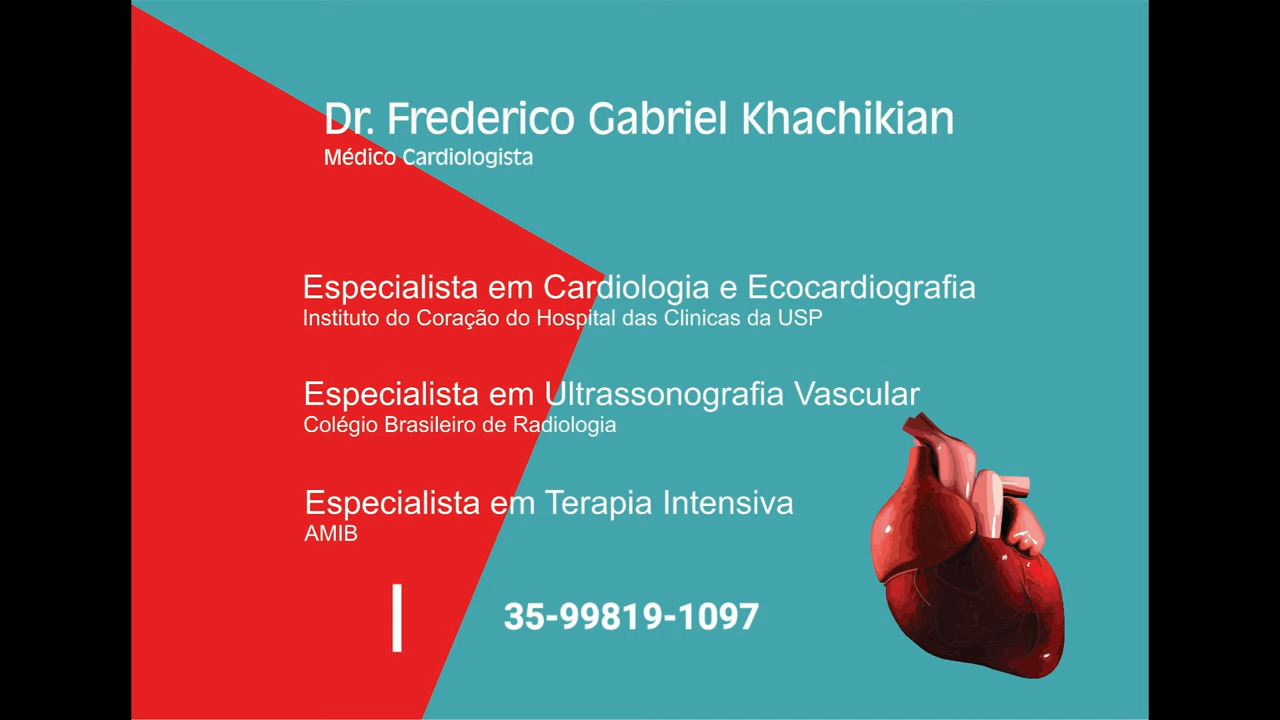 Dr. Frederico Gabriel Khachikian
Médico Cardiologista
Especialista em Cardiologia e Ecocardiografia
Instituto do Coração do Hospital das Clinicas da USP
Especialista em Ultrassonografia Vascular
Colégio Brasileiro de Radiologia
Especialista em Terapia Intensiva
AMIB
35-99819-1097